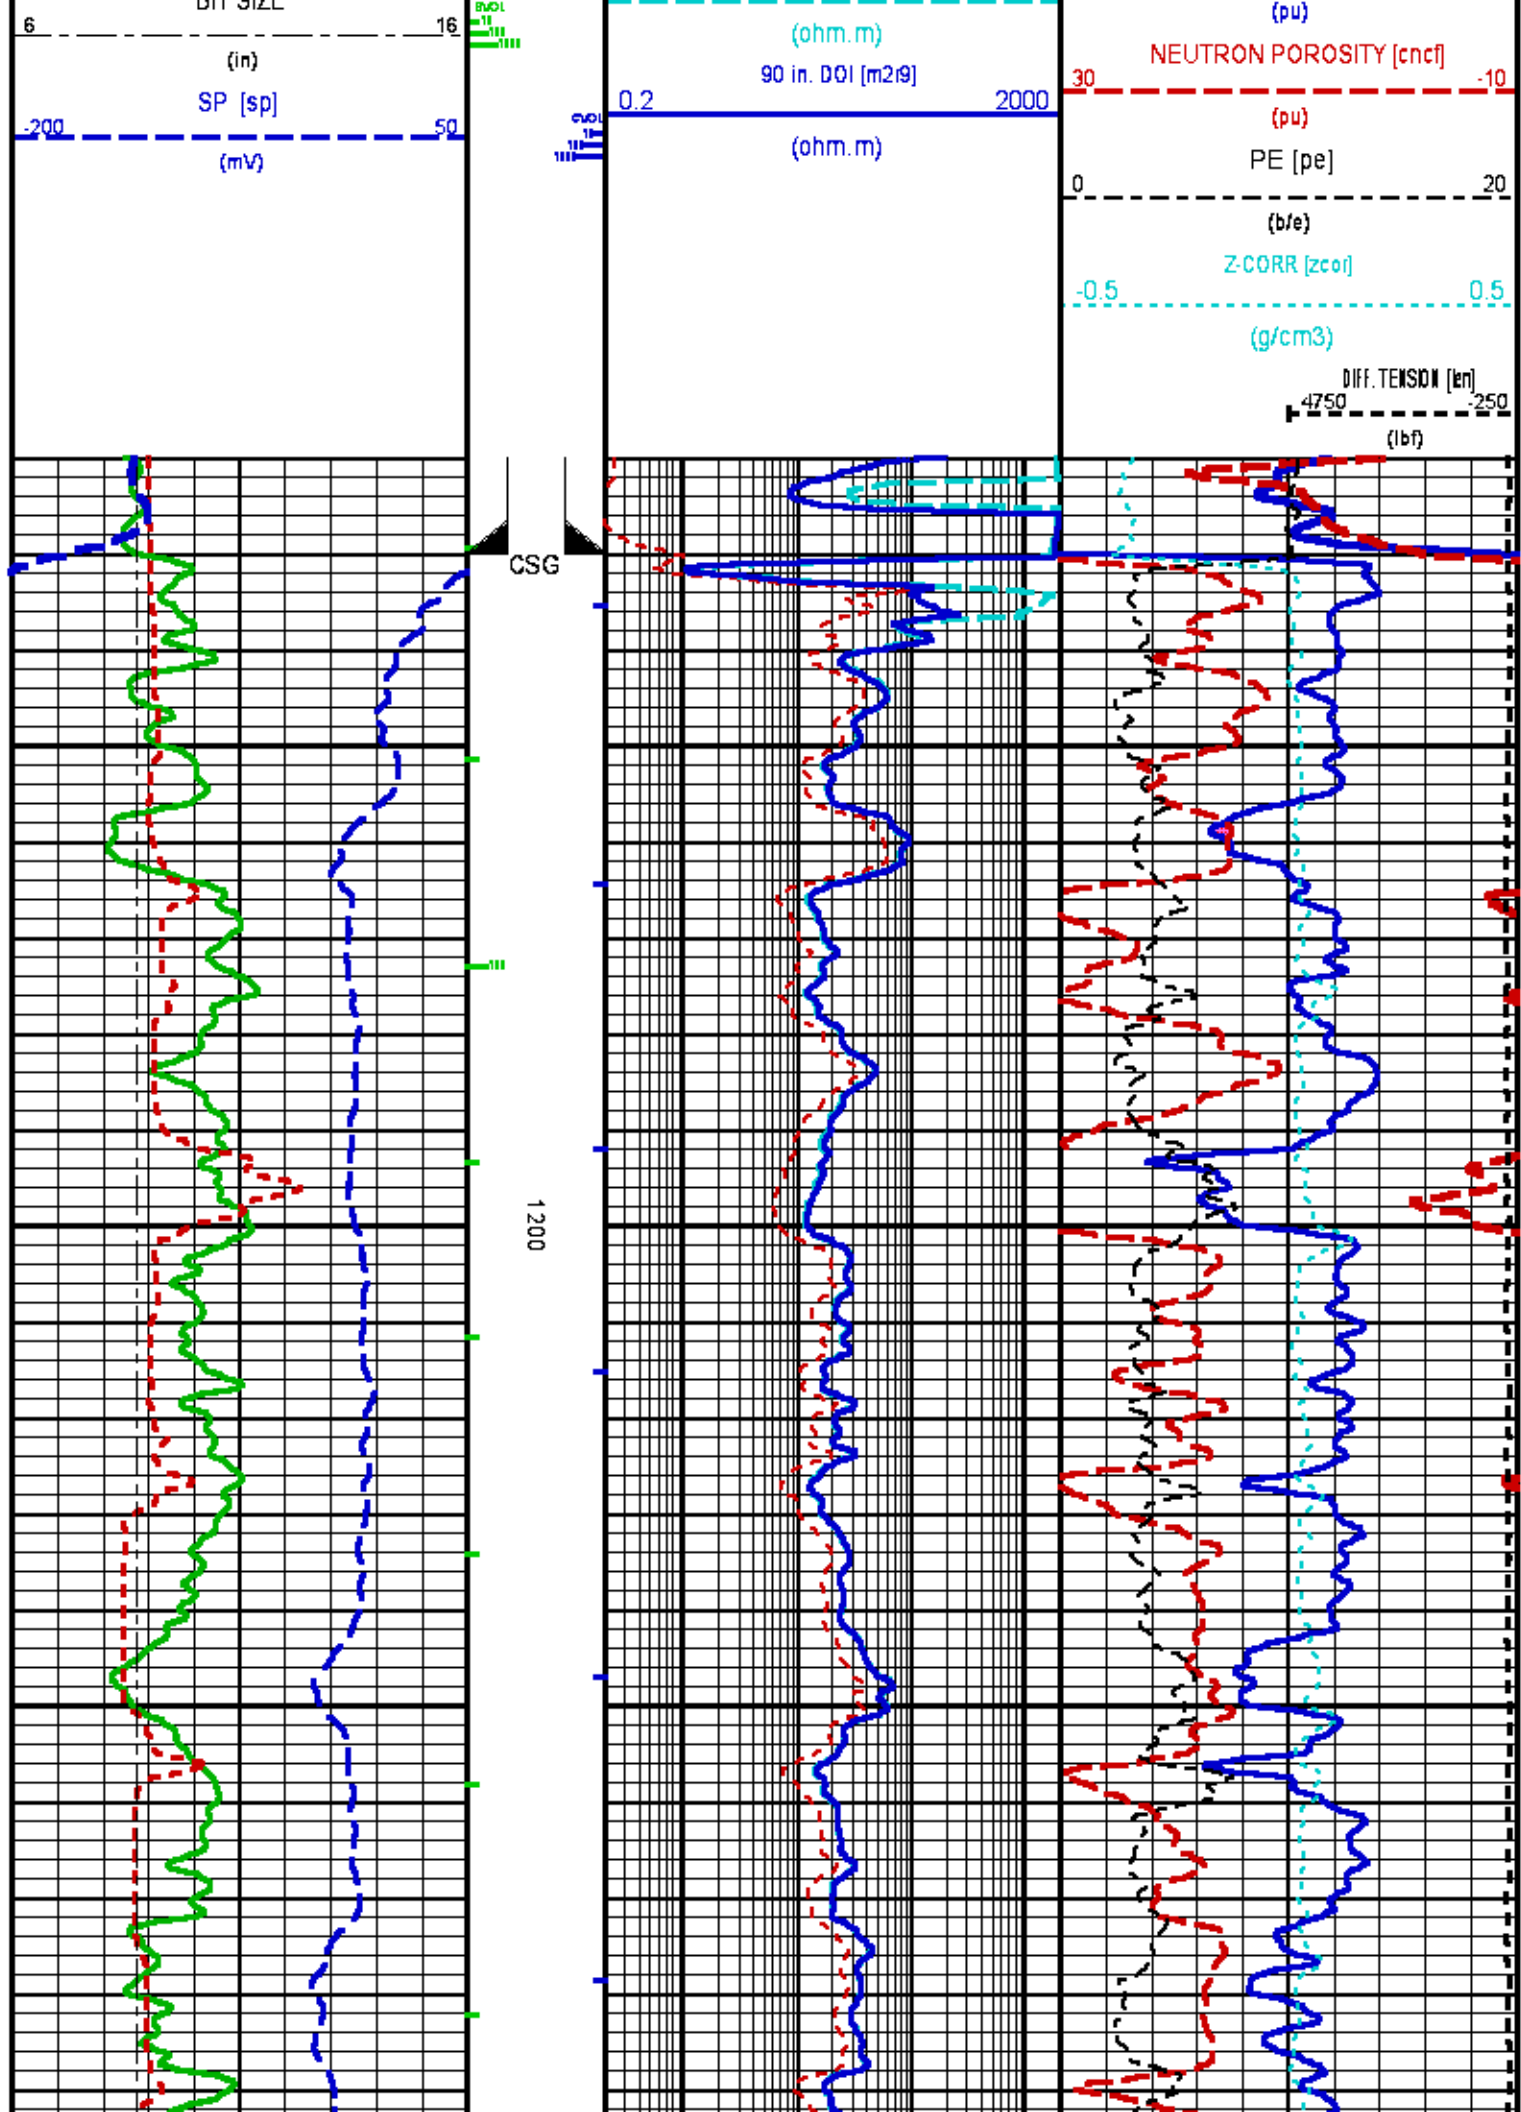 BIT SIZE
6 16
(in)
SP [sp]
-200 50
(mV)
BVOL
(ohm.m)
90 in. DOI [m2r9]
0.2 2000
(ohm.m)
(pu)
NEUTRON POROSITY [cncf]
30 -10
(pu)
PE [pe]
0 20
(b/e)
Z-CORR [zcor]
-0.5 0.5
(g/cm3)
DIFF. TENSION [ten]
4750 -250
(lbf)
CSG
1200